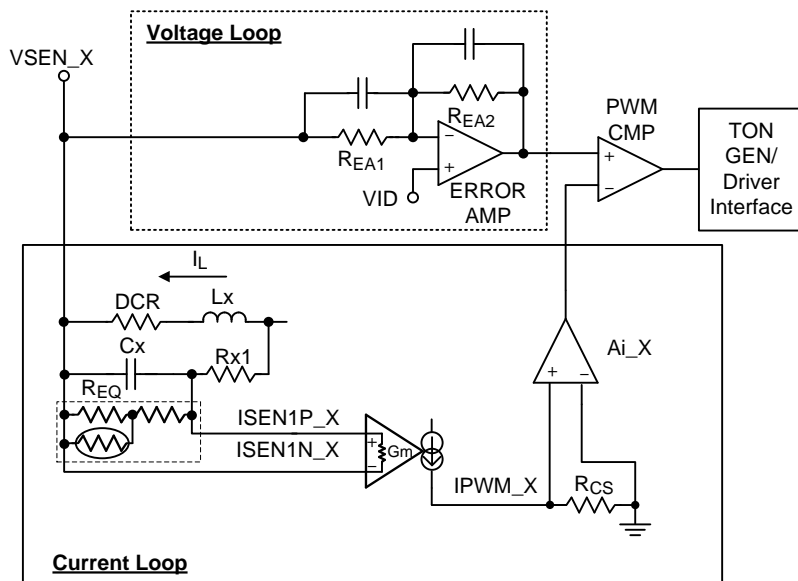 Voltage Loop
VSEN_X
REA1
REA2
VID
ERROR
AMP
+
−
PWM
CMP
+
−
TON
GEN/
Driver
Interface
IL
DCR
Lx
Cx
Rx1
REQ
ISEN1P_X
ISEN1N_X
+
−
Gm
IPWM_X
RCS
Ai_X
+
−
Current Loop